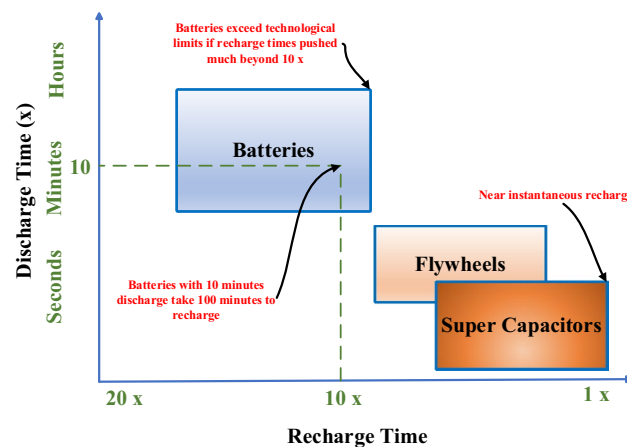 Batteries exceed technological
limits if recharge times pushed
much beyond 10 x
Hours
Minutes
Seconds
Discharge Time (x)
10
Batteries
Near instantaneous recharg
Flywheels
Super Capacitors
Batteries with 10 minutes
discharge take 100 minutes to
recharge
20 x
10 x
1 x
Recharge Time